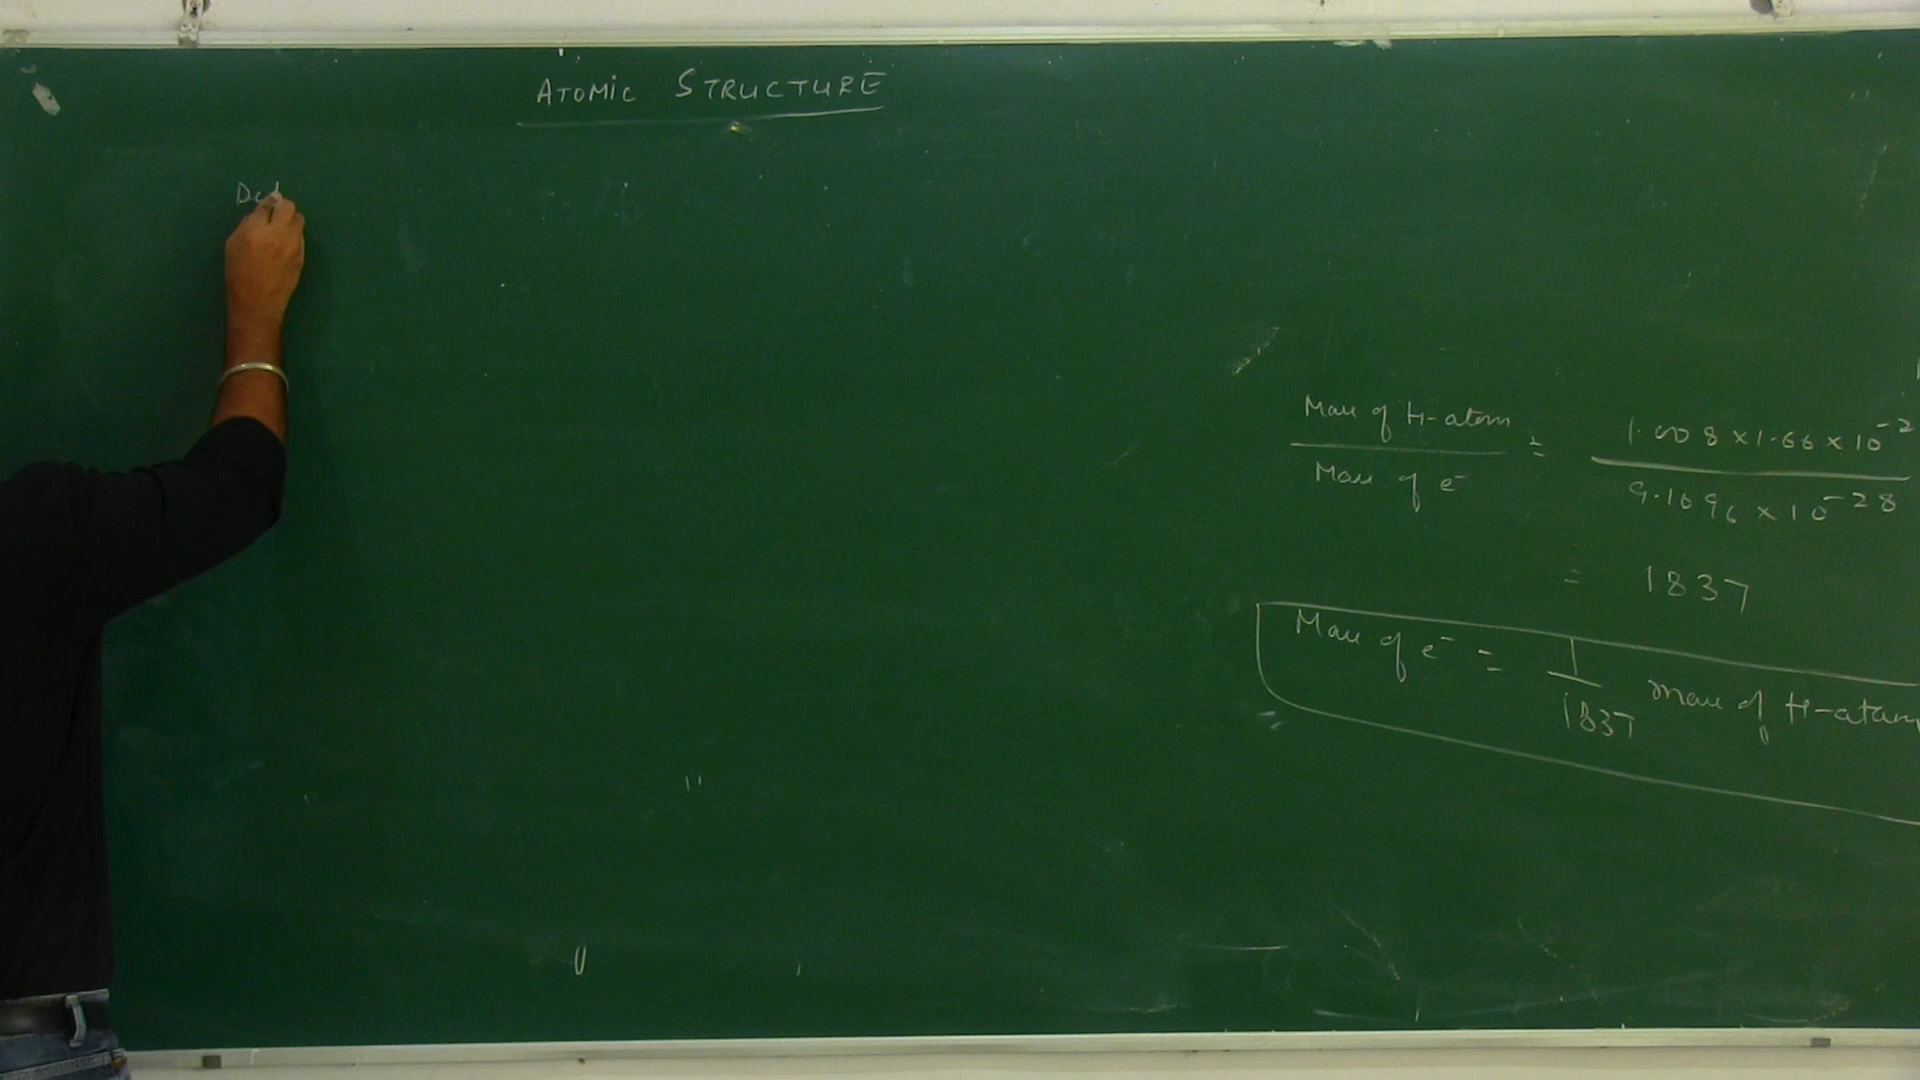 ATOMIC STRUCTURE
Mass of H-atom / Mass of e⁻ = 1.008 × 1.66 × 10⁻² / 9.1096 × 10⁻²⁸
= 1837
Mass of e⁻ = 1 / 1837 mass of H-atom